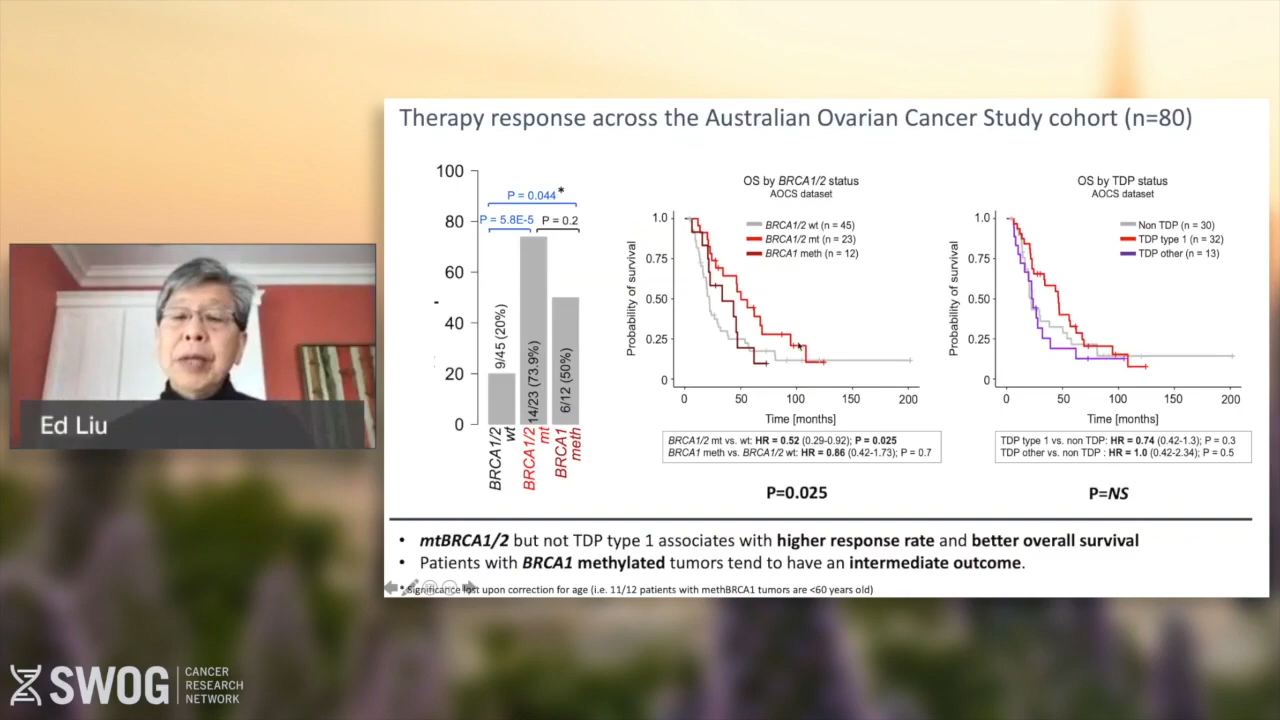 Therapy response across the Australian Ovarian Cancer Study cohort (n=80)
100
80
60
40
20
0
P = 0.044*
P = 5.8E-5
P = 0.2
9/45 (20%)
14/23 (73.9%)
6/12 (50%)
BRCA1/2 wt
BRCA1/2 mt
BRCA1 meth
OS by BRCA1/2 status
AOCS dataset
BRCA1/2 wt (n = 45)
BRCA1/2 mt (n = 23)
BRCA1 meth (n = 12)
Probability of survival
1.0
0.75
0.50
0.25
0
0 50 100 150 200
Time [months]
BRCA1/2 mt vs. wt: HR = 0.52 (0.29-0.92); P = 0.025
BRCA1 meth vs. BRCA1/2 wt: HR = 0.86 (0.42-1.73); P = 0.7
P=0.025
OS by TDP status
AOCS dataset
Non TDP (n = 30)
TDP type 1 (n = 32)
TDP other (n = 13)
Probability of survival
1.0
0.75
0.50
0.25
0
0 50 100 150 200
Time [months]
TDP type 1 vs. non TDP: HR = 0.74 (0.42-1.3); P = 0.3
TDP other vs. non TDP : HR = 1.0 (0.42-2.34); P = 0.5
P=NS
• mtBRCA1/2 but not TDP type 1 associates with higher response rate and better overall survival
• Patients with BRCA1 methylated tumors tend to have an intermediate outcome.
* Significance lost upon correction for age (i.e. 11/12 patients with methBRCA1 tumors are <60 years old)
Ed Liu
SWOG
CANCER
RESEARCH
NETWORK